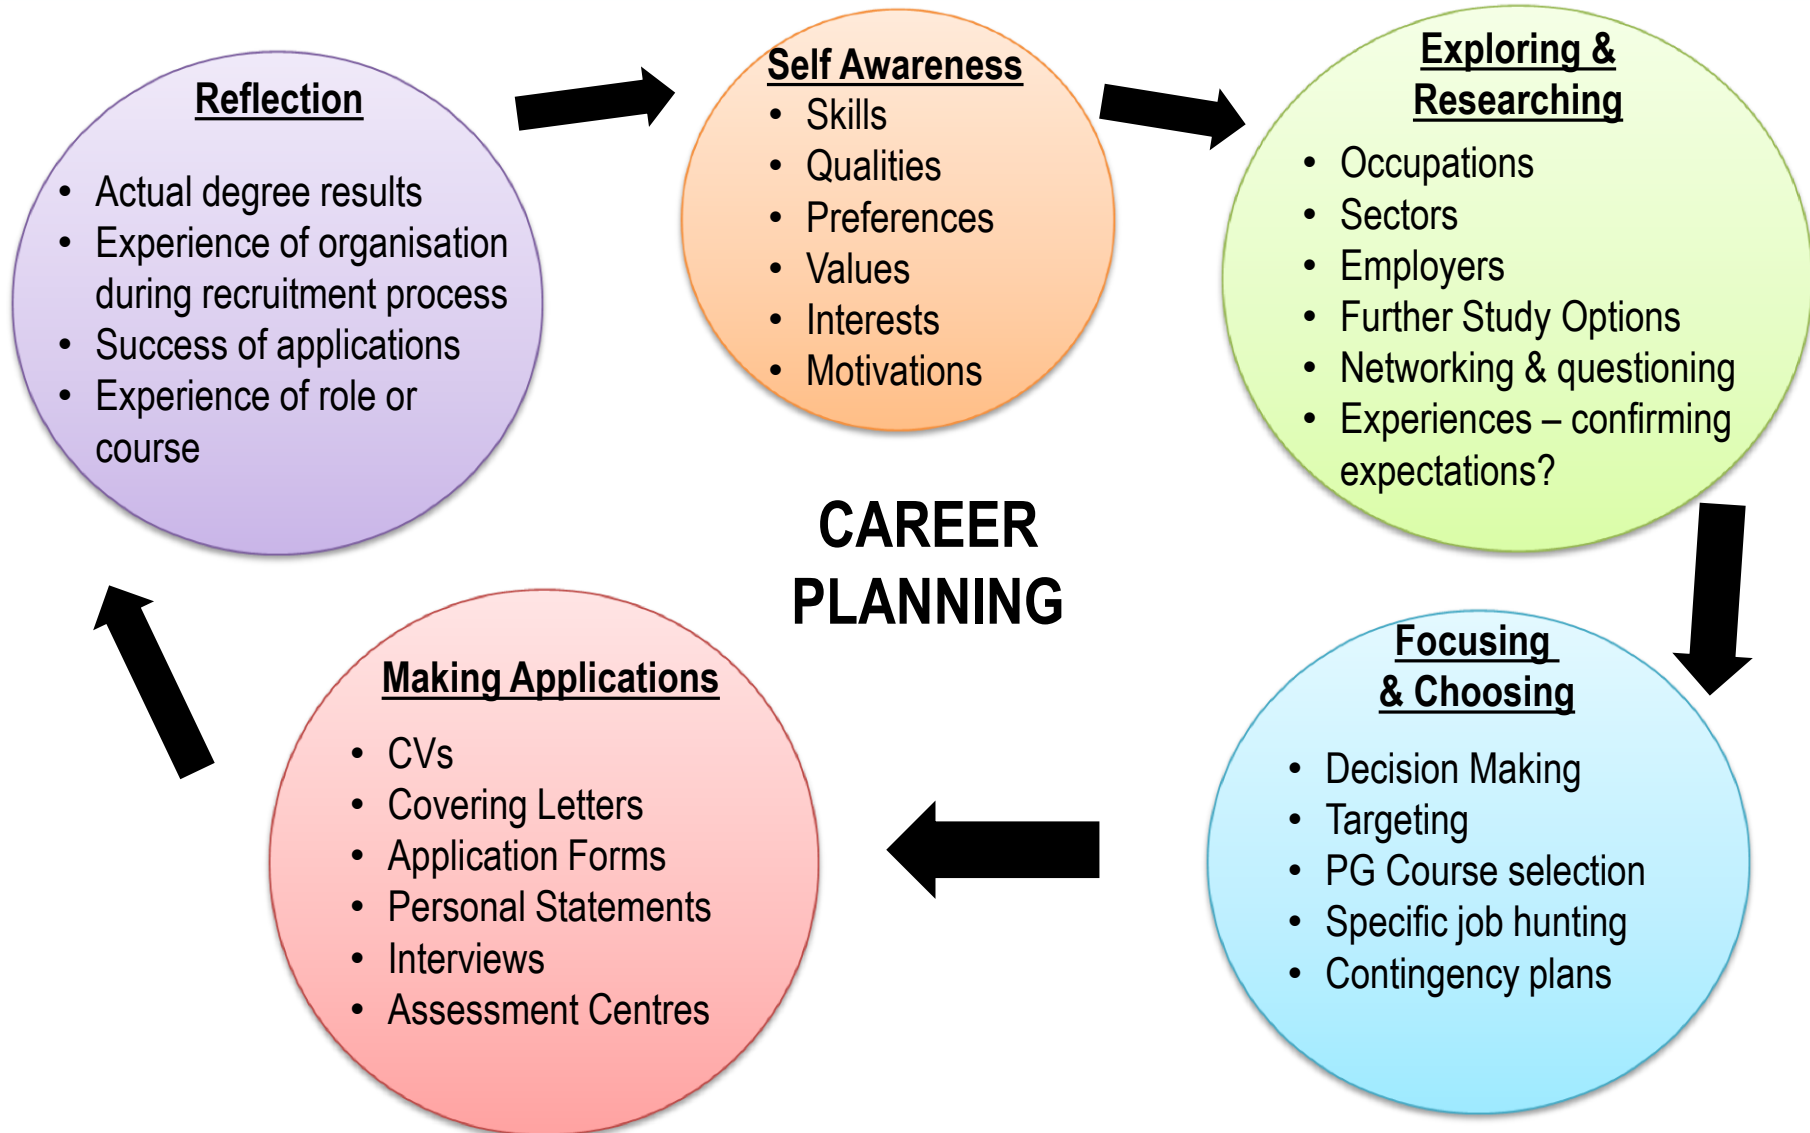 Reflection
• Actual degree results
• Experience of organisation
during recruitment process
• Success of applications
• Experience of role or
course
Self Awareness
• Skills
• Qualities
• Preferences
• Values
• Interests
• Motivations
Exploring &
Researching
• Occupations
• Sectors
• Employers
• Further Study Options
• Networking & questioning
• Experiences – confirming
expectations?
CAREER
PLANNING
Making Applications
• CVs
• Covering Letters
• Application Forms
• Personal Statements
• Interviews
• Assessment Centres
Focusing
& Choosing
• Decision Making
• Targeting
• PG Course selection
• Specific job hunting
• Contingency plans